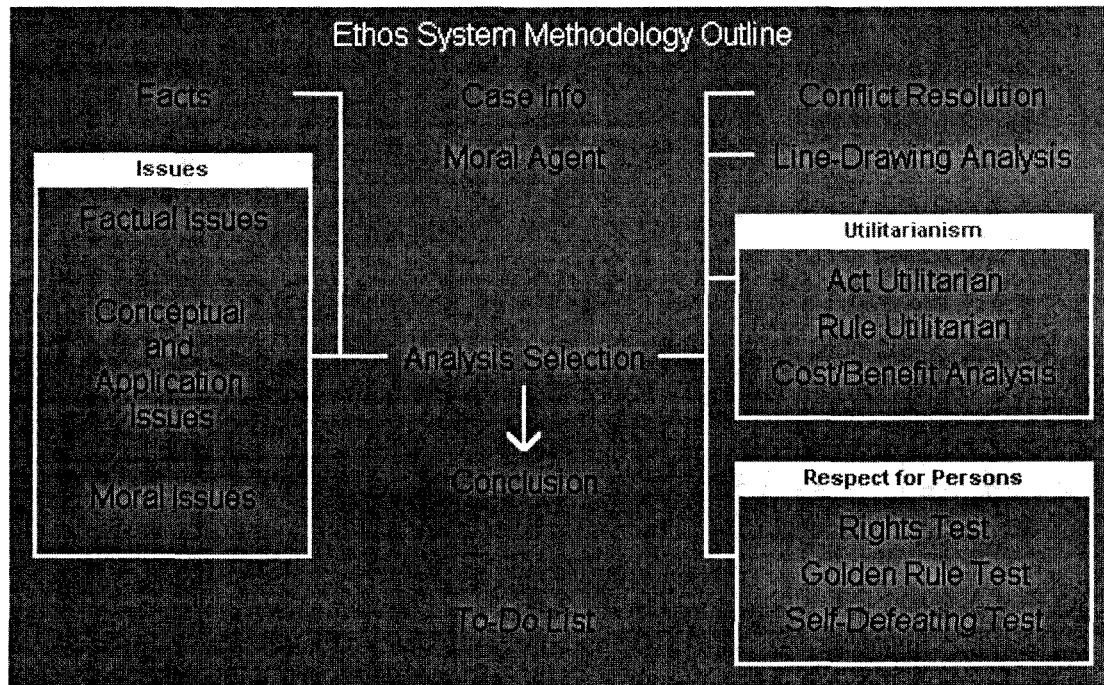 Ethos System Methodology Outline
Facts
Case Info
Conflict Resolution
Moral Agent
Line-Drawing Analysis
Issues
Factual Issues
Conceptual
and
Application
Issues
Moral Issues
Analysis Selection
Conclusion
To-Do List
Utilitarianism
Act Utilitarian
Rule Utilitarian
Cost/Benefit Analysis
Respect for Persons
Rights Test
Golden Rule Test
Self-Defeating Test